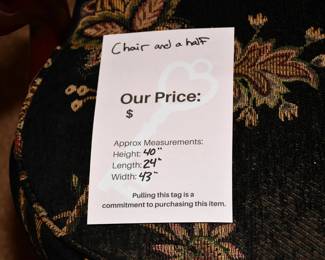 Chair and a half
Our Price:
$
Approx Measurements:
Height: 40"
Length: 24"
Width: 43"
Pulling this tag is a
commitment to purchasing this item.